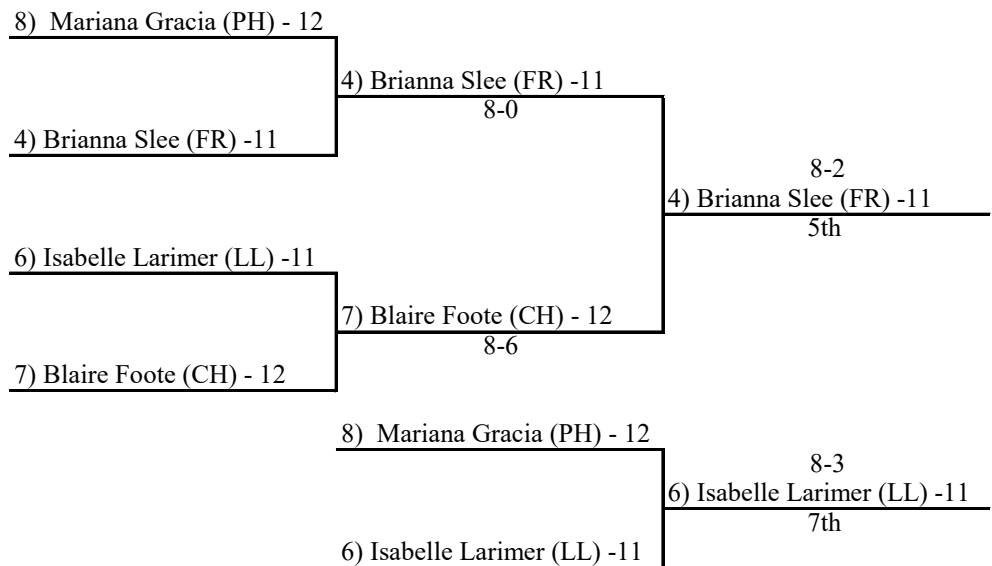 8)  Mariana Gracia (PH) - 12
4) Brianna Slee (FR) -11
8-0
4) Brianna Slee (FR) -11
8-2
4) Brianna Slee (FR) -11
5th
6) Isabelle Larimer (LL) -11
7) Blaire Foote (CH) - 12
8-6
7) Blaire Foote (CH) - 12
8)  Mariana Gracia (PH) - 12
8-3
6) Isabelle Larimer (LL) -11
7th
6) Isabelle Larimer (LL) -11